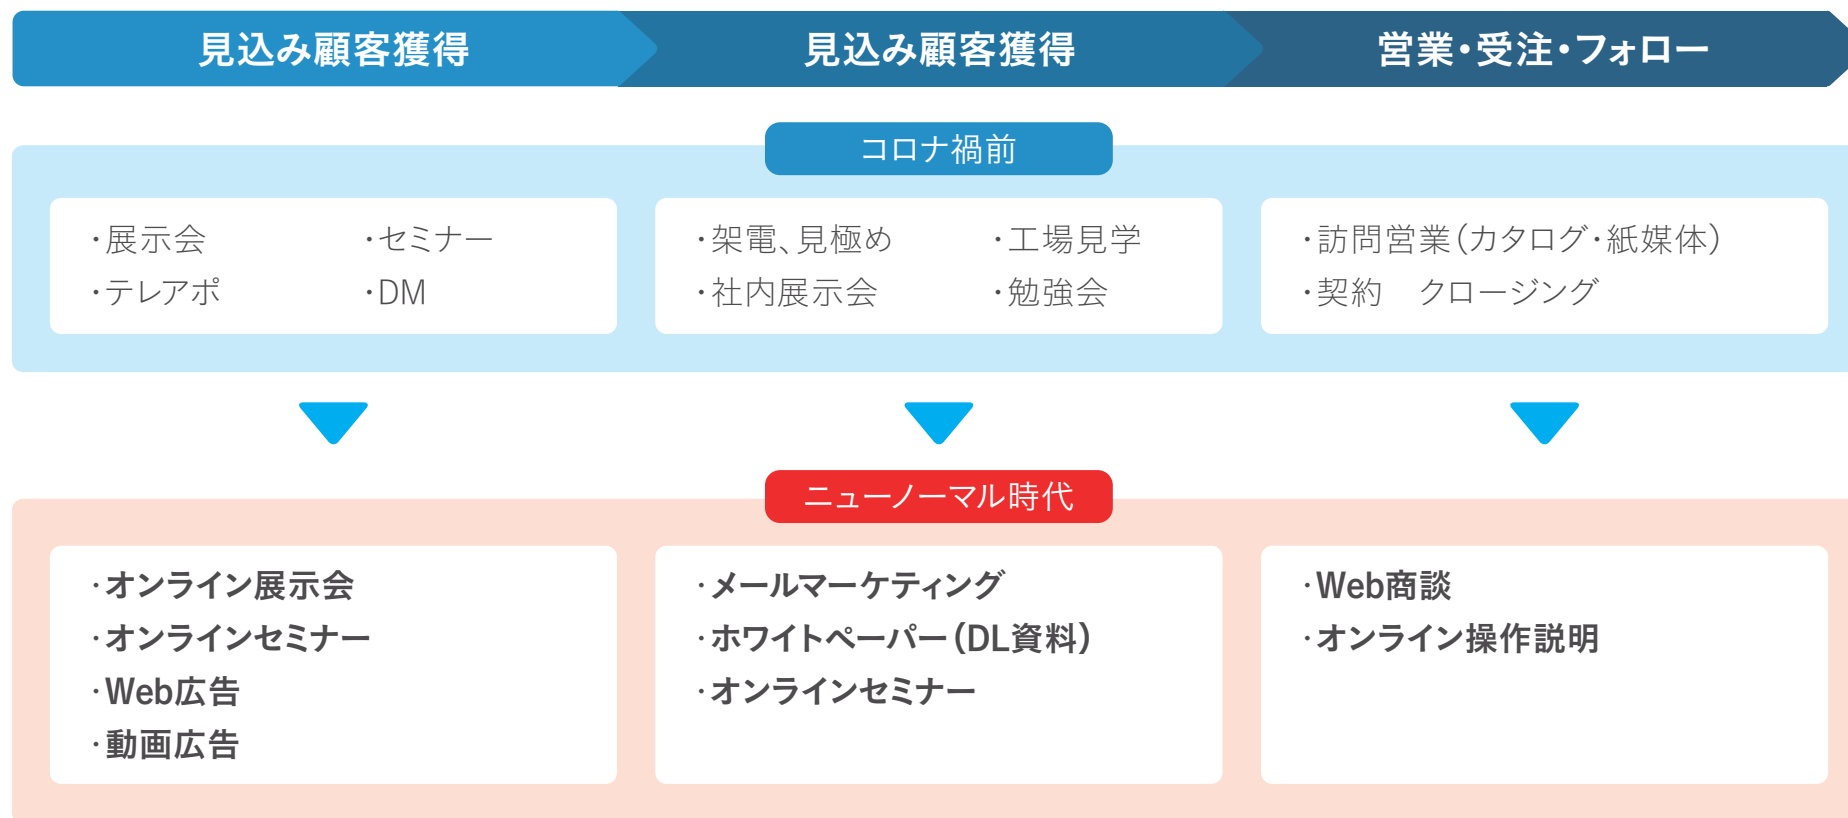 見込み顧客獲得
見込み顧客獲得
営業・受注・フォロー
コロナ禍前
・展示会 ・セミナー
・テレアポ ・DM
・架電、見極め ・工場見学
・社内展示会 ・勉強会
・訪問営業(カタログ・紙媒体)
・契約　クロージング
ニューノーマル時代
・オンライン展示会
・オンラインセミナー
・Web広告
・動画広告
・メールマーケティング
・ホワイトペーパー(DL資料)
・オンラインセミナー
・Web商談
・オンライン操作説明